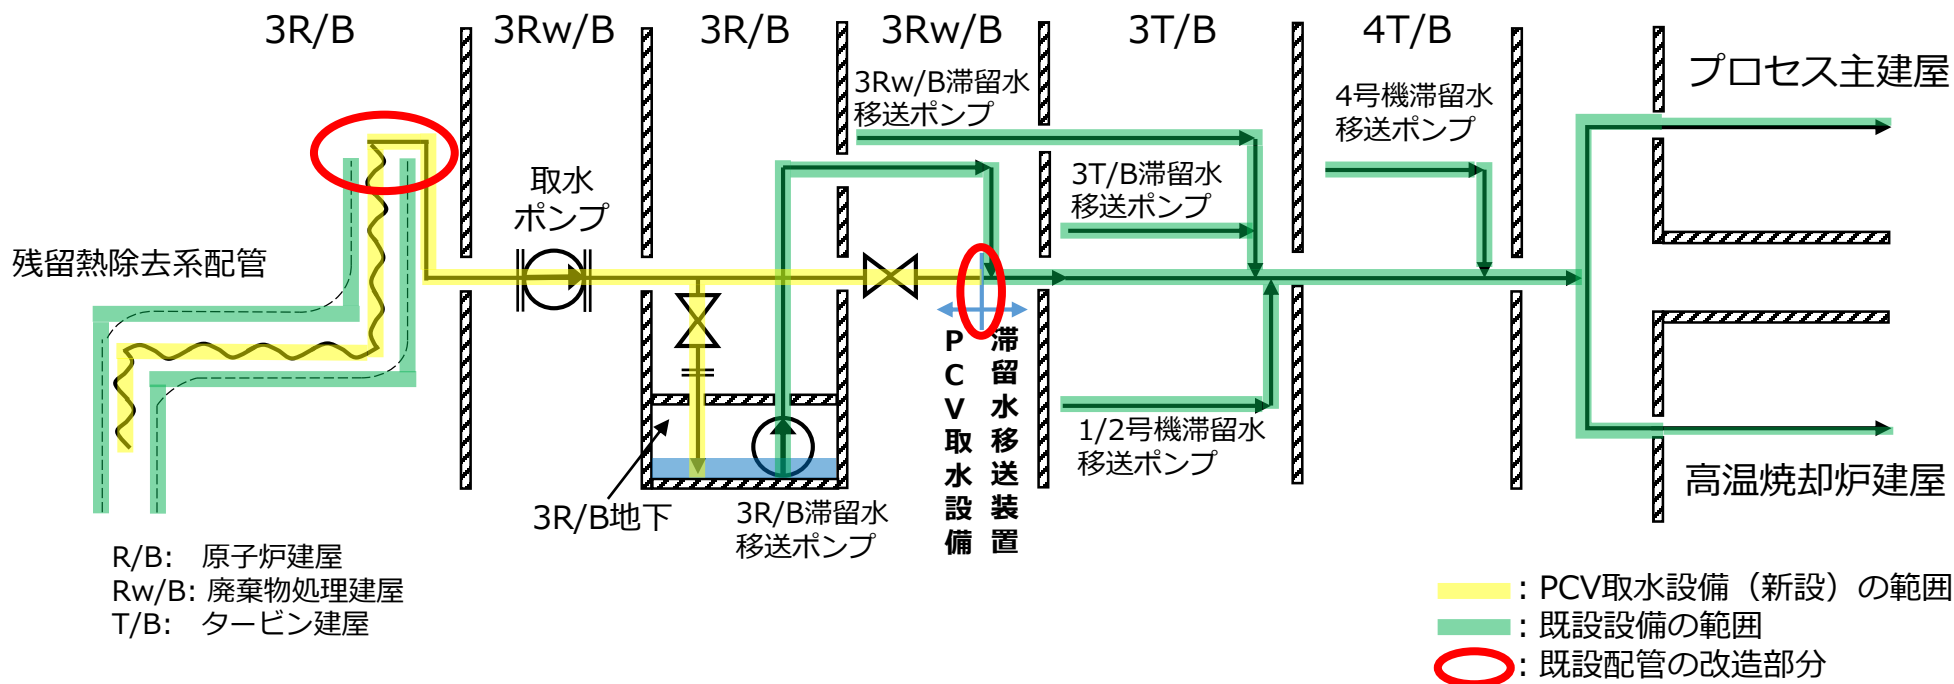 3R/B
3Rw/B
3R/B
3Rw/B
3T/B
4T/B
プロセス主建屋
3Rw/B滞留水
移送ポンプ
4号機滞留水
移送ポンプ
取水
ポンプ
3T/B滞留水
移送ポンプ
残留熱除去系配管
PCV取水設備
滞留水移送装置
1/2号機滞留水
移送ポンプ
高温焼却炉建屋
3R/B地下
3R/B滞留水
移送ポンプ
R/B: 原子炉建屋
Rw/B: 廃棄物処理建屋
T/B: タービン建屋
: PCV取水設備（新設）の範囲
: 既設設備の範囲
: 既設配管の改造部分